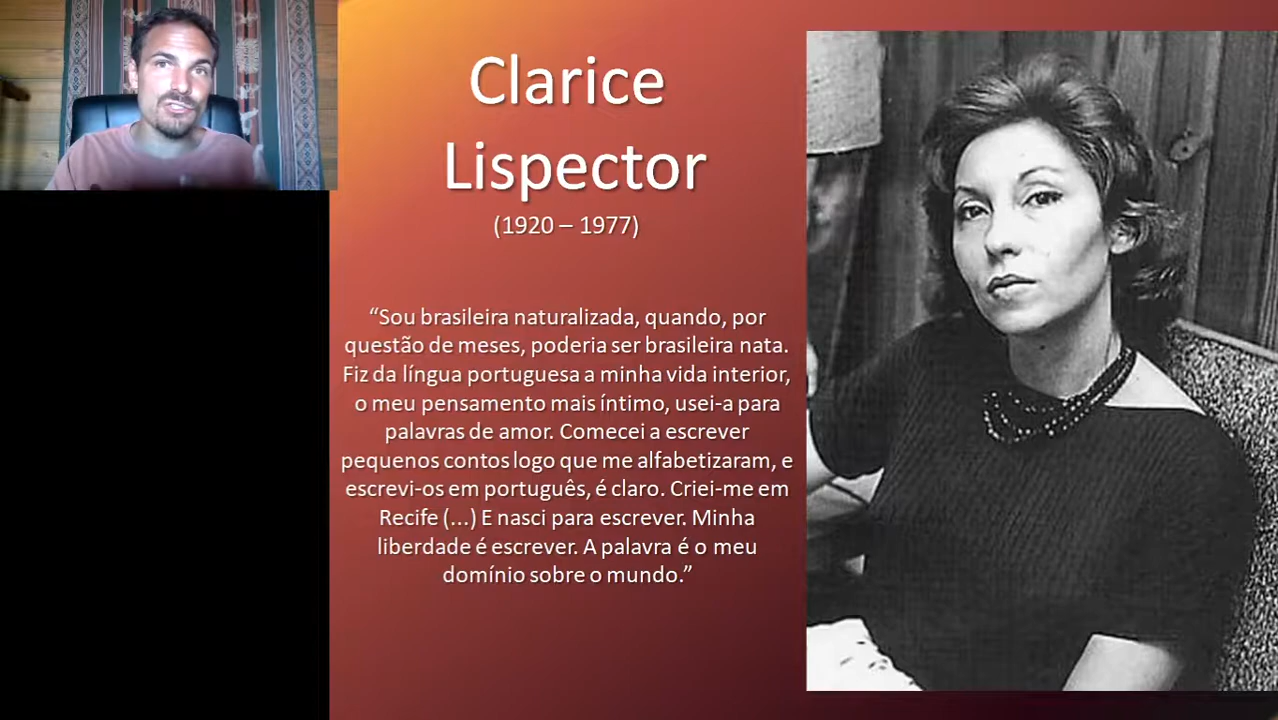 Clarice
Lispector
(1920 – 1977)
“Sou brasileira naturalizada, quando, por
questão de meses, poderia ser brasileira nata.
Fiz da língua portuguesa a minha vida interior,
o meu pensamento mais íntimo, usei-a para
palavras de amor. Comecei a escrever
pequenos contos logo que me alfabetizaram, e
escrevi-os em português, é claro. Criei-me em
Recife (...) E nasci para escrever. Minha
liberdade é escrever. A palavra é o meu
domínio sobre o mundo.”